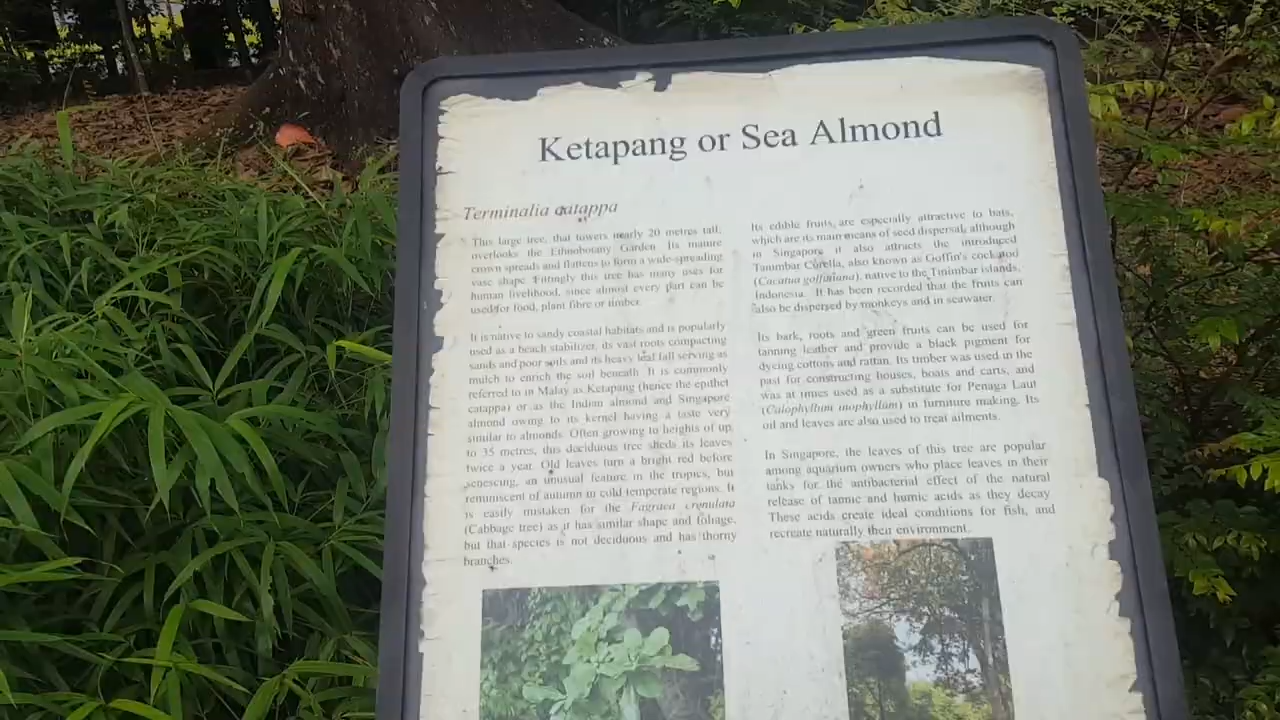 Ketapang or Sea Almond
Terminalia catappa
This large tree, that towers nearly 20 metres tall,
overlooks the Ethnobotany Garden. Its mature
crown spreads and flattens to form a wide-spreading
vase shape. Fittingly this tree has many uses for
human livelihood, since almost every part can be
used for food, plant fibre or timber.
It is native to sandy coastal habitats and is popularly
used as a beach stabilizer, its vast roots compacting
sands and poor soils and its heavy leaf fall serving as
mulch to enrich the soil beneath. It is commonly
referred to in Malay as Ketapang (hence the epithet
catappa) or as the Indian almond and Singapore
almond owing to its kernel having a taste very
similar to almonds. Often growing to heights of up
to 35 metres, this deciduous tree sheds its leaves
twice a year. Old leaves turn a bright red before
senescing, an unusual feature in the tropics, but
reminiscent of autumn in cold temperate regions. It
is easily mistaken for the Fagraea crenulata
(Cabbage tree) as it has similar shape and foliage,
but that species is not deciduous and has thorny
branches.
Its edible fruits, are especially attractive to bats,
which are its main means of seed dispersal, although
in Singapore it also attracts the introduced
Tanimbar Corella, also known as Goffin's cockatoo
(Cacatua goffiniana), native to the Tinimbar islands,
Indonesia. It has been recorded that the fruits can
also be dispersed by monkeys and in seawater.
Its bark, roots and green fruits can be used for
tanning leather and provide a black pigment for
dyeing cottons and rattan. Its timber was used in the
past for constructing houses, boats and carts, and
was at times used as a substitute for Penaga Laut
(Calophyllum inophyllum) in furniture making. Its
oil and leaves are also used to treat ailments.
In Singapore, the leaves of this tree are popular
among aquarium owners who place leaves in their
tanks for the antibacterial effect of the natural
release of tannic and humic acids as they decay.
These acids create ideal conditions for fish, and
recreate naturally their environment.